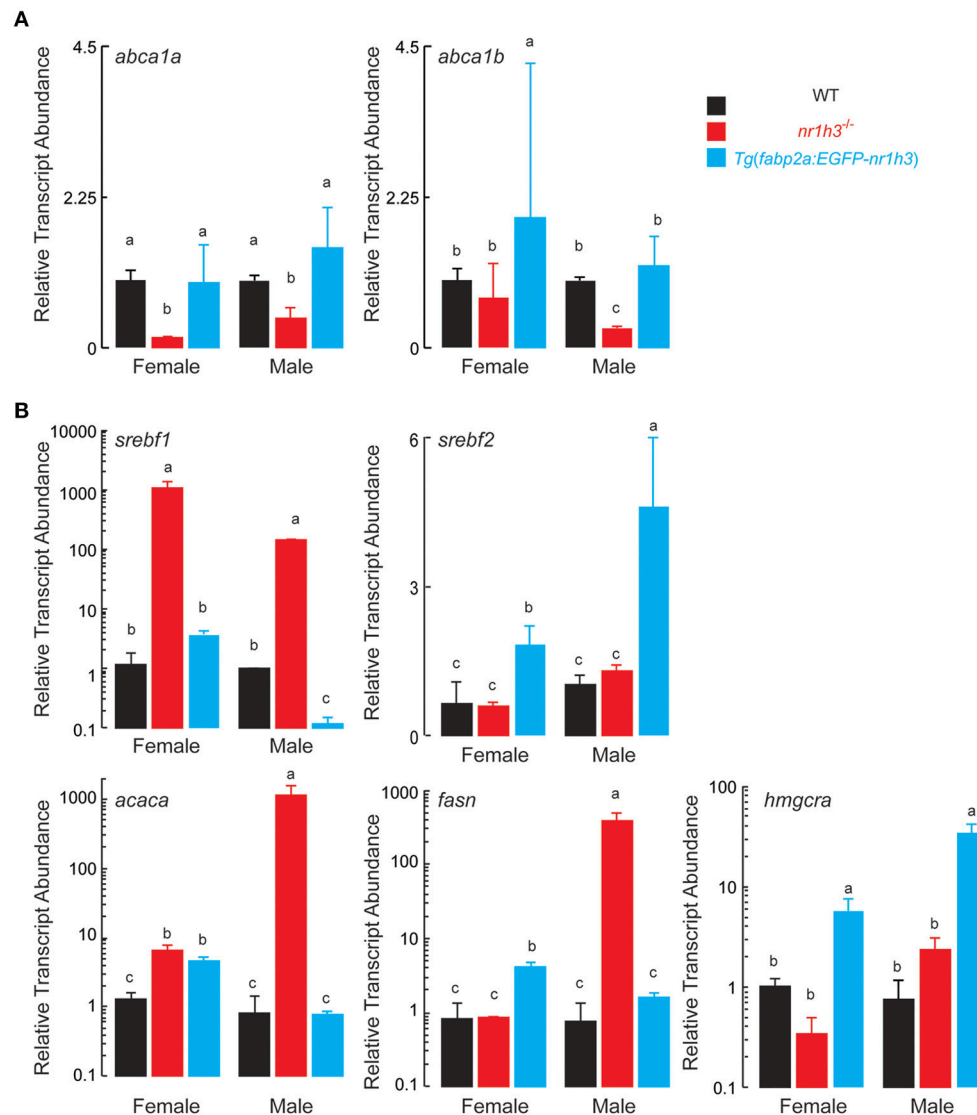 A
abca1a
abca1b
WT
nr1h3-/-
Tg(fabp2a:EGFP-nr1h3)
Relative Transcript Abundance
4.5
2.25
0
a
b
a
a
b
a
Female
Male
Relative Transcript Abundance
4.5
2.25
0
b
b
a
b
c
b
Female
Male
B
srebf1
Relative Transcript Abundance
10000
1000
100
10
1
0.1
b
a
b
b
a
c
Female
Male
srebf2
Relative Transcript Abundance
6
3
0
c
c
b
c
c
a
Female
Male
acaca
Relative Transcript Abundance
1000
100
10
1
0.1
c
b
b
c
a
c
Female
Male
fasn
Relative Transcript Abundance
1000
100
10
1
0.1
c
c
b
c
a
c
Female
Male
hmgcra
Relative Transcript Abundance
100
10
1
0.1
b
b
a
b
b
a
Female
Male